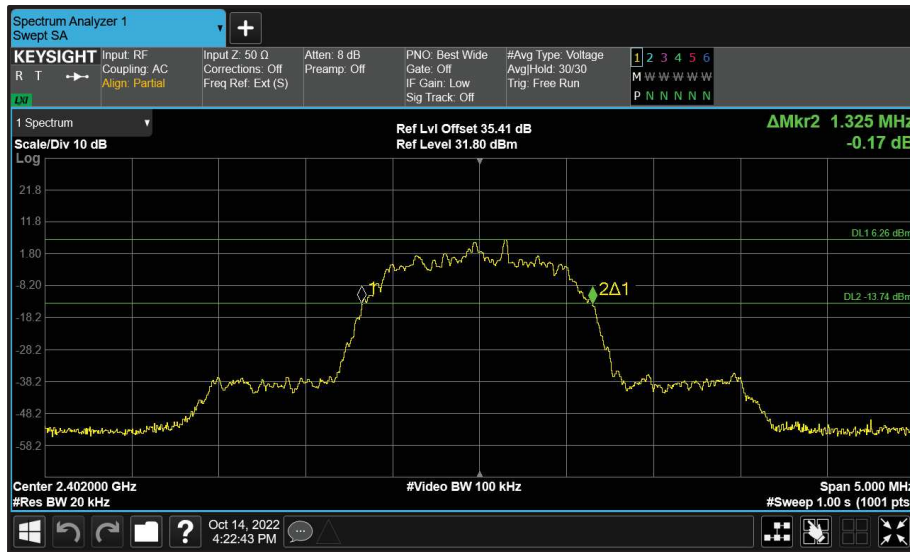 Spectrum Analyzer 1
Swept SA
KEYSIGHT
R T
LXI
Input: RF
Coupling: AC
Align: Partial
Input Z: 50 Ω
Corrections: Off
Freq Ref: Ext (S)
Atten: 8 dB
Preamp: Off
PNO: Best Wide
Gate: Off
IF Gain: Low
Sig Track: Off
#Avg Type: Voltage
Avg|Hold: 30/30
Trig: Free Run
1 2 3 4 5 6
M W W W W W
P N N N N N
1 Spectrum
Scale/Div 10 dB
Ref Lvl Offset 35.41 dB
Ref Level 31.80 dBm
ΔMkr2 1.325 MHz
-0.17 dB
Log
21.8
11.8
1.80
-8.20
-18.2
-28.2
-38.2
-48.2
-58.2
DL1 6.26 dBm
1
2Δ1
DL2 -13.74 dBm
Center 2.402000 GHz
#Res BW 20 kHz
#Video BW 100 kHz
Span 5.000 MHz
#Sweep 1.00 s (1001 pts
?
Oct 14, 2022
4:22:43 PM